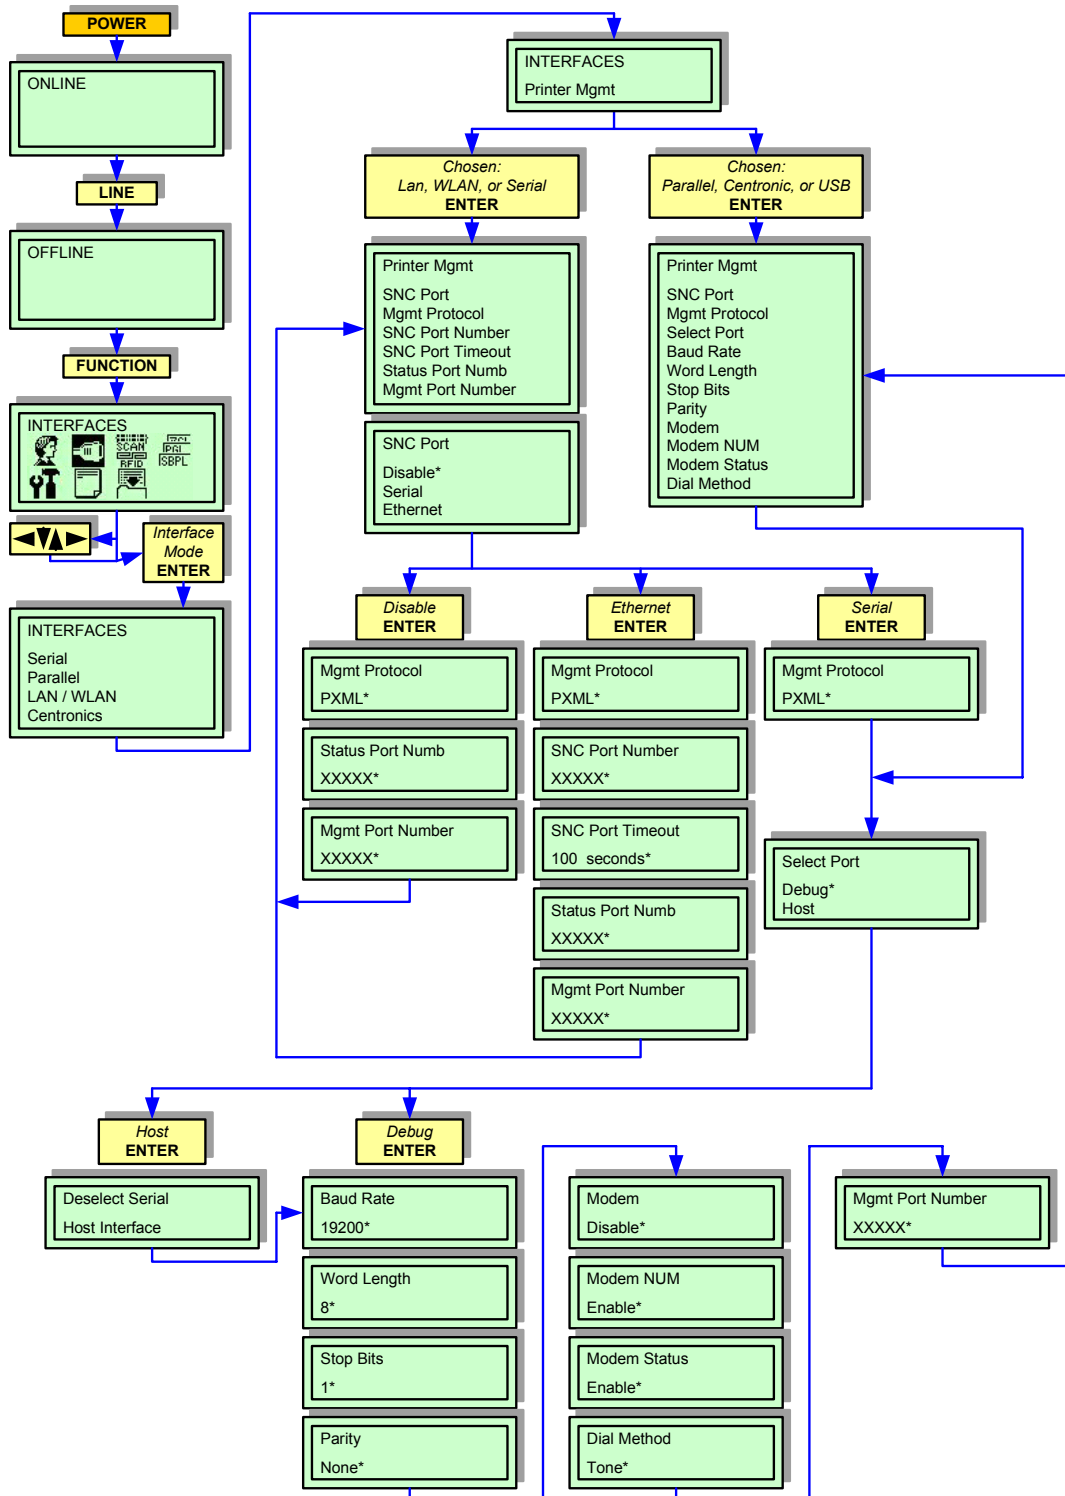 POWER
ONLINE
LINE
OFFLINE
FUNCTION
INTERFACES
SCAN
RFID
PGL
SBPL
Interface
Mode
ENTER
INTERFACES
Serial
Parallel
LAN / WLAN
Centronics
INTERFACES
Printer Mgmt
Chosen:
Lan, WLAN, or Serial
ENTER
Chosen:
Parallel, Centronic, or USB
ENTER
Printer Mgmt
SNC Port
Mgmt Protocol
SNC Port Number
SNC Port Timeout
Status Port Numb
Mgmt Port Number
Printer Mgmt
SNC Port
Mgmt Protocol
Select Port
Baud Rate
Word Length
Stop Bits
Parity
Modem
Modem NUM
Modem Status
Dial Method
SNC Port
Disable*
Serial
Ethernet
Disable
ENTER
Mgmt Protocol
PXML*
Status Port Numb
XXXXX*
Mgmt Port Number
XXXXX*
Ethernet
ENTER
Mgmt Protocol
PXML*
SNC Port Number
XXXXX*
SNC Port Timeout
100 seconds*
Status Port Numb
XXXXX*
Mgmt Port Number
XXXXX*
Serial
ENTER
Mgmt Protocol
PXML*
Select Port
Debug*
Host
Host
ENTER
Deselect Serial
Host Interface
Debug
ENTER
Baud Rate
19200*
Word Length
8*
Stop Bits
1*
Parity
None*
Modem
Disable*
Modem NUM
Enable*
Modem Status
Enable*
Dial Method
Tone*
Mgmt Port Number
XXXXX*